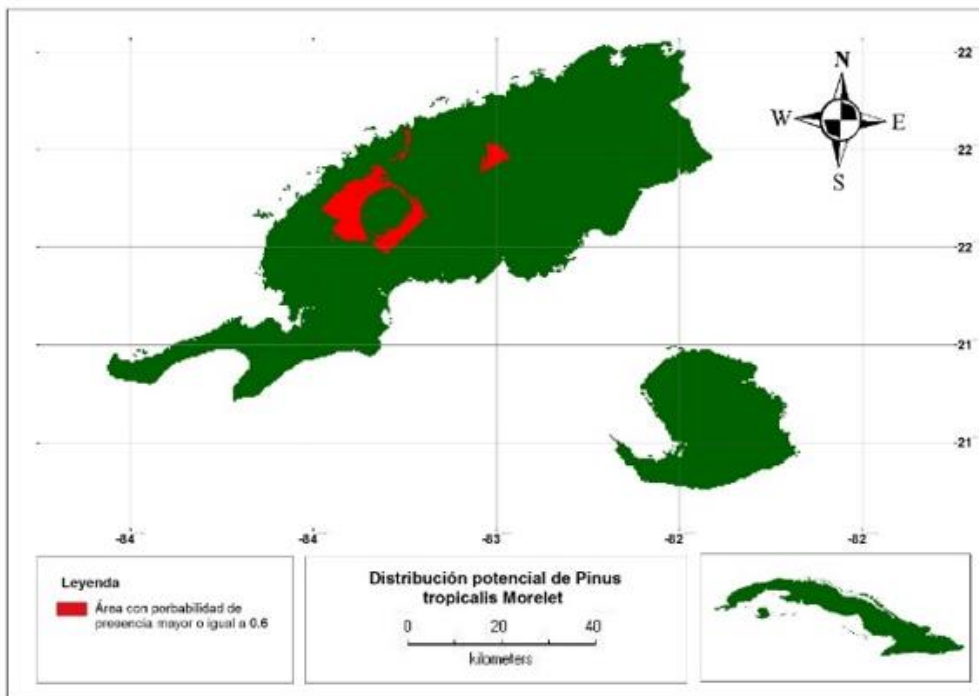 N
W E
S
22
22
22
-21
21
-84
-84
-83
-82
-82
Leyenda
Área con porbabilidad de
presencia mayor o igual a 0.6
Distribución potencial de Pinus
tropicalis Morelet
0 20 40
kilometers